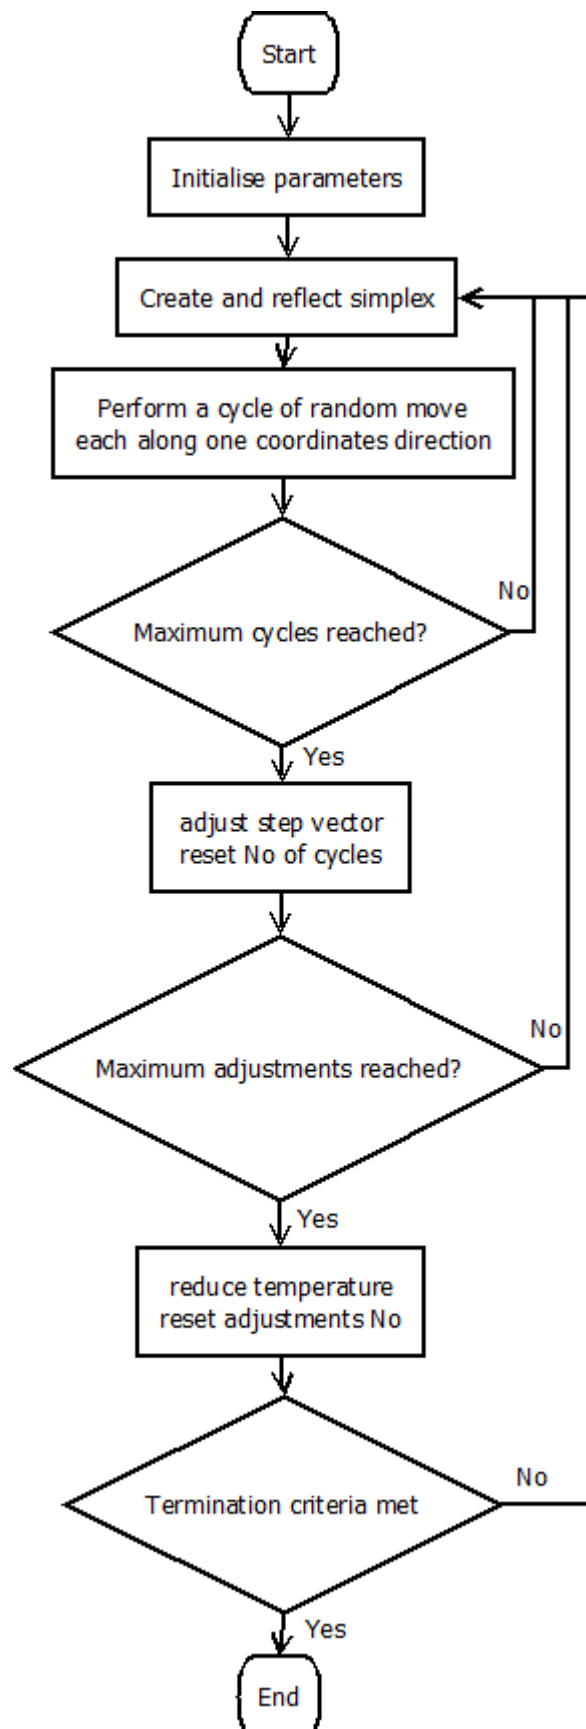 Start
Initialise parameters
Create and reflect simplex
Perform a cycle of random move
each along one coordinates direction
No
Maximum cycles reached?
Yes
adjust step vector
reset No of cycles
No
Maximum adjustments reached?
Yes
reduce temperature
reset adjustments No
No
Termination criteria met
Yes
End